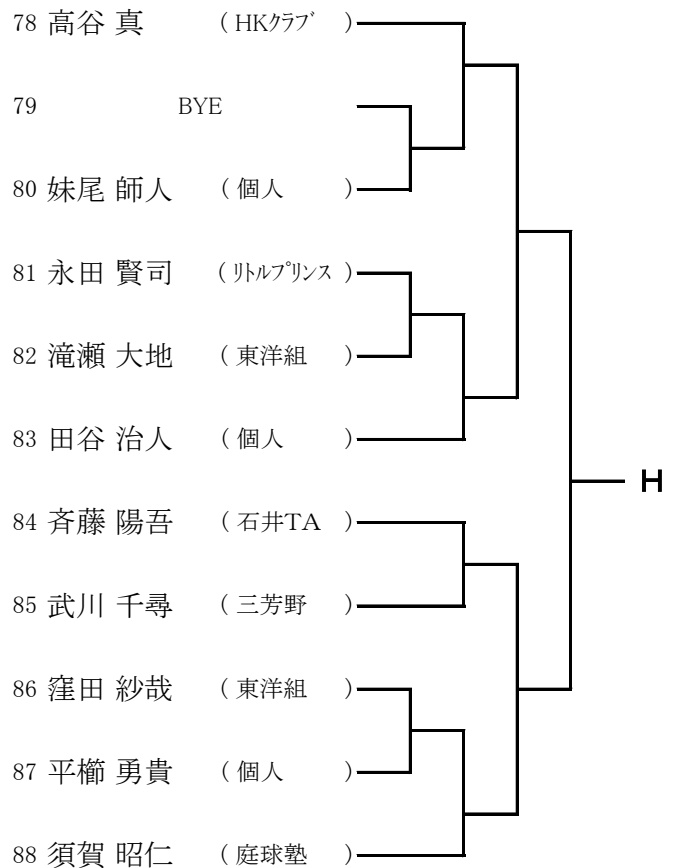 78 高谷 真 ( HKｸﾗﾌﾞ )
79 BYE
80 妹尾 師人 ( 個人 )
81 永田 賢司 ( ﾘﾄﾙﾌﾟﾘﾝｽ )
82 滝瀬 大地 ( 東洋組 )
83 田谷 治人 ( 個人 )
H
84 斉藤 陽吾 ( 石井TA )
85 武川 千尋 ( 三芳野 )
86 窪田 紗哉 ( 東洋組 )
87 平櫛 勇貴 ( 個人 )
88 須賀 昭仁 ( 庭球塾 )